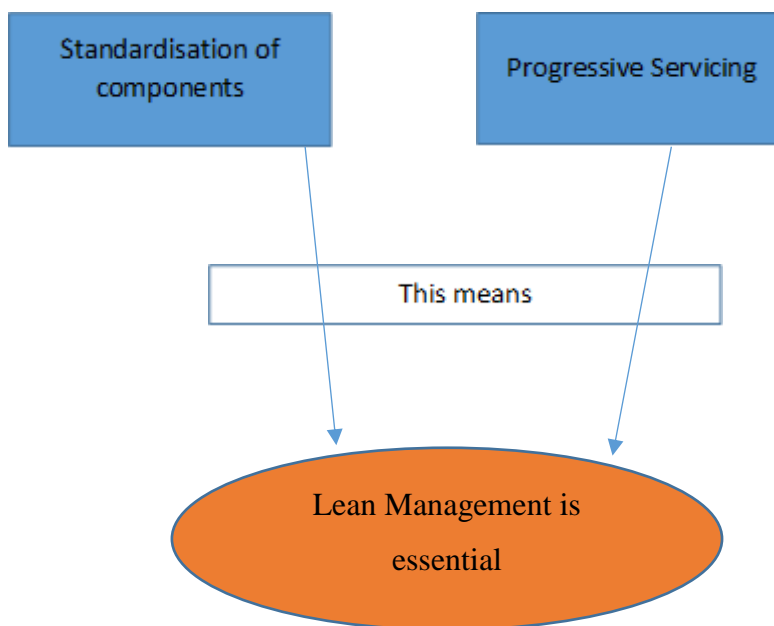 Standardisation of
components
Progressive Servicing
This means
Lean Management is
essential